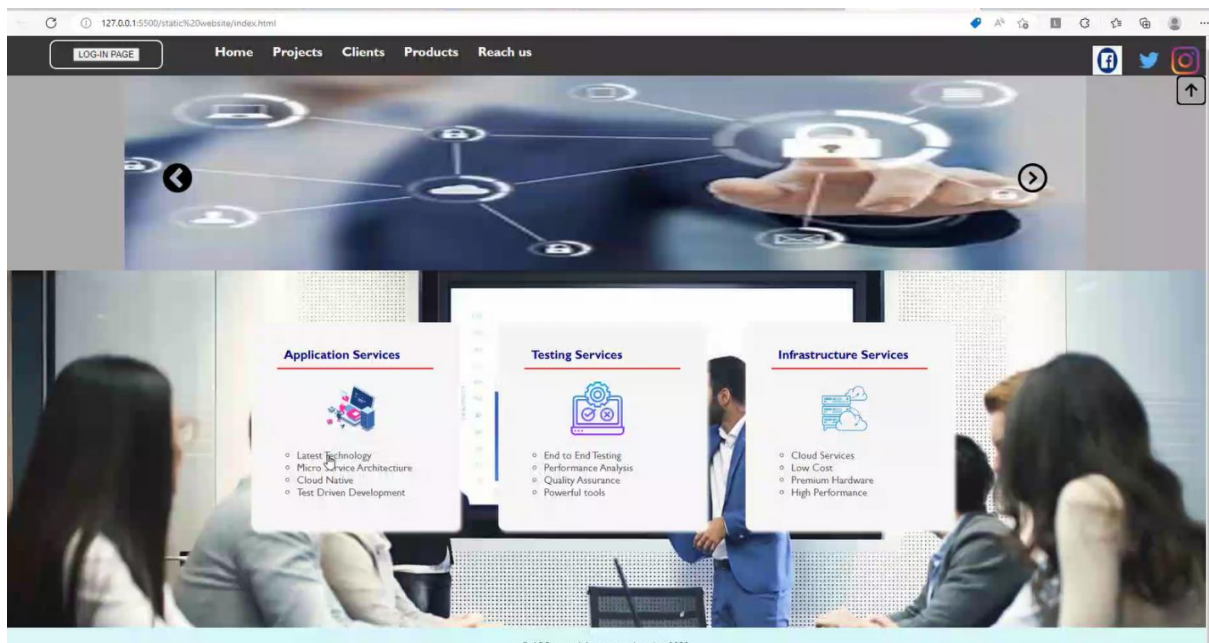 127.0.0.1:5500/static%20website/index.html
LOG-IN PAGE
Home Projects Clients Products Reach us
Application Services
Latest Technology
Micro Service Architectiure
Cloud Native
Test Driven Development
Testing Services
End to End Testing
Performance Analysis
Quality Assurance
Powerful tools
Infrastructure Services
Cloud Services
Low Cost
Premium Hardware
High Performance